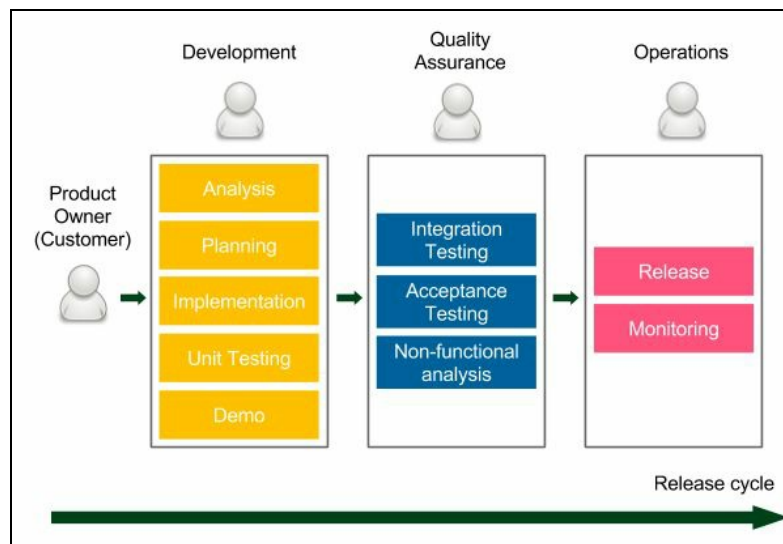 Development
Quality
Assurance
Operations
Product
Owner
(Customer)
Analysis
Planning
Implementation
Unit Testing
Demo
Integration
Testing
Acceptance
Testing
Non-functional
analysis
Release
Monitoring
Release cycle